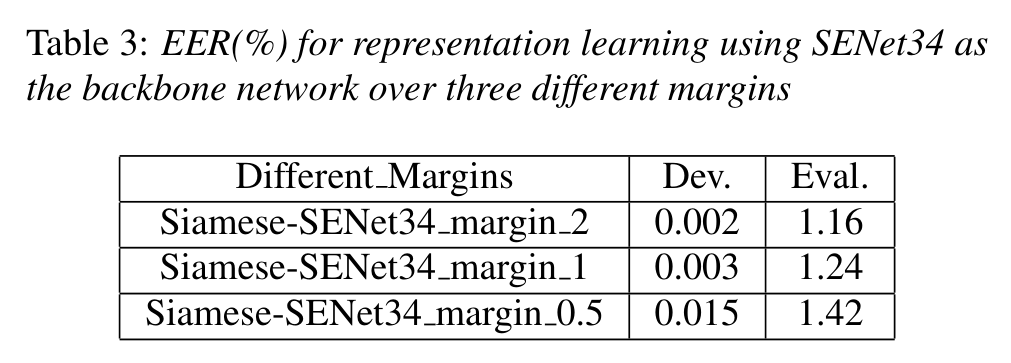 Table 3: EER(%) for representation learning using SENet34 as
the backbone network over three different margins
Different_Margins Dev. Eval.
Siamese-SENet34_margin_2 0.002 1.16
Siamese-SENet34_margin_1 0.003 1.24
Siamese-SENet34_margin_0.5 0.015 1.42